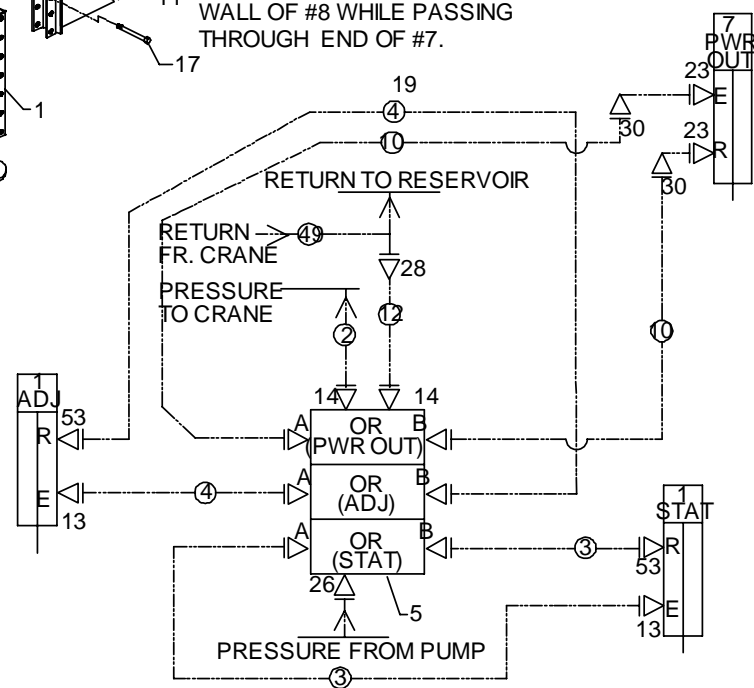 WALL OF #8 WHILE PASSING
THROUGH END OF #7.
17
1
7
PWR
OUT
23
E
23
R
30
30
19
4
10
RETURN TO RESERVOIR
RETURN
FR. CRANE
49
28
PRESSURE
TO CRANE
2
12
10
1
ADJ
53
R
E
13
4
14
14
A
OR
(PWR OUT)
B
A
OR
(ADJ)
B
A
OR
(STAT)
B
26
5
PRESSURE FROM PUMP
3
3
1
STAT
R
53
E
13